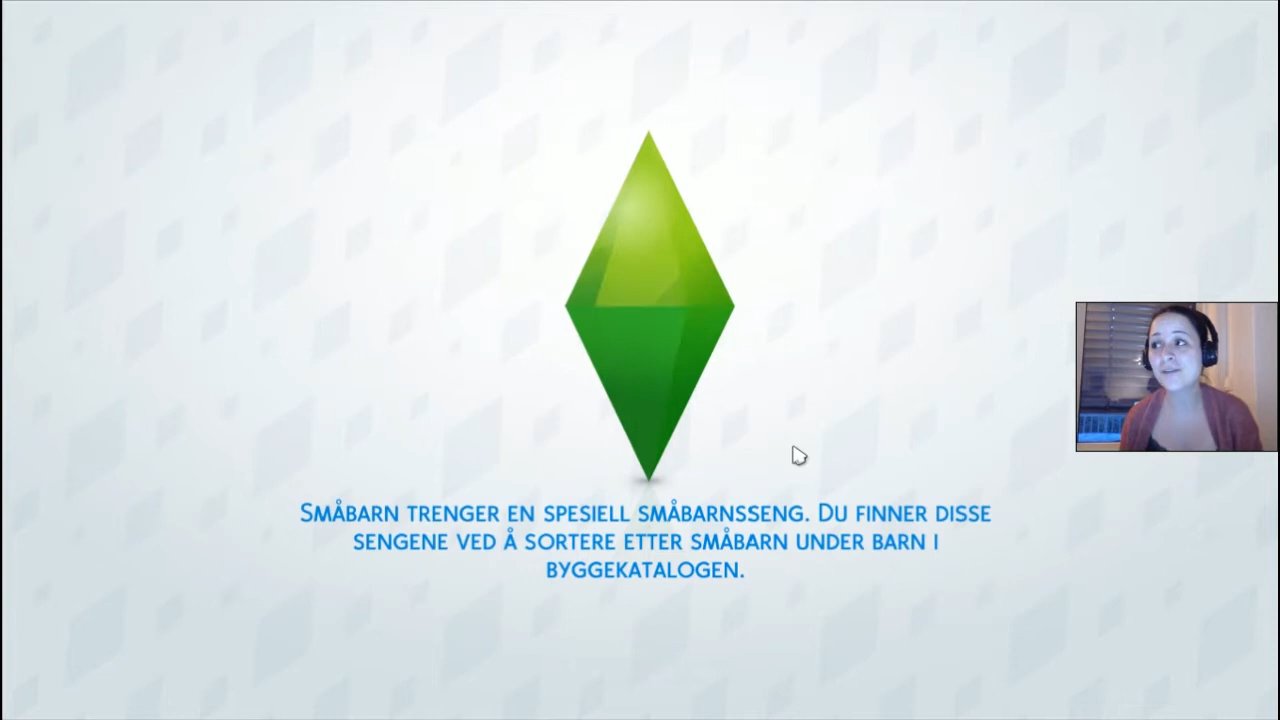 Småbarn trenger en spesiell småbarnsseng. Du finner disse
sengene ved å sortere etter småbarn under barn i
byggekatalogen.